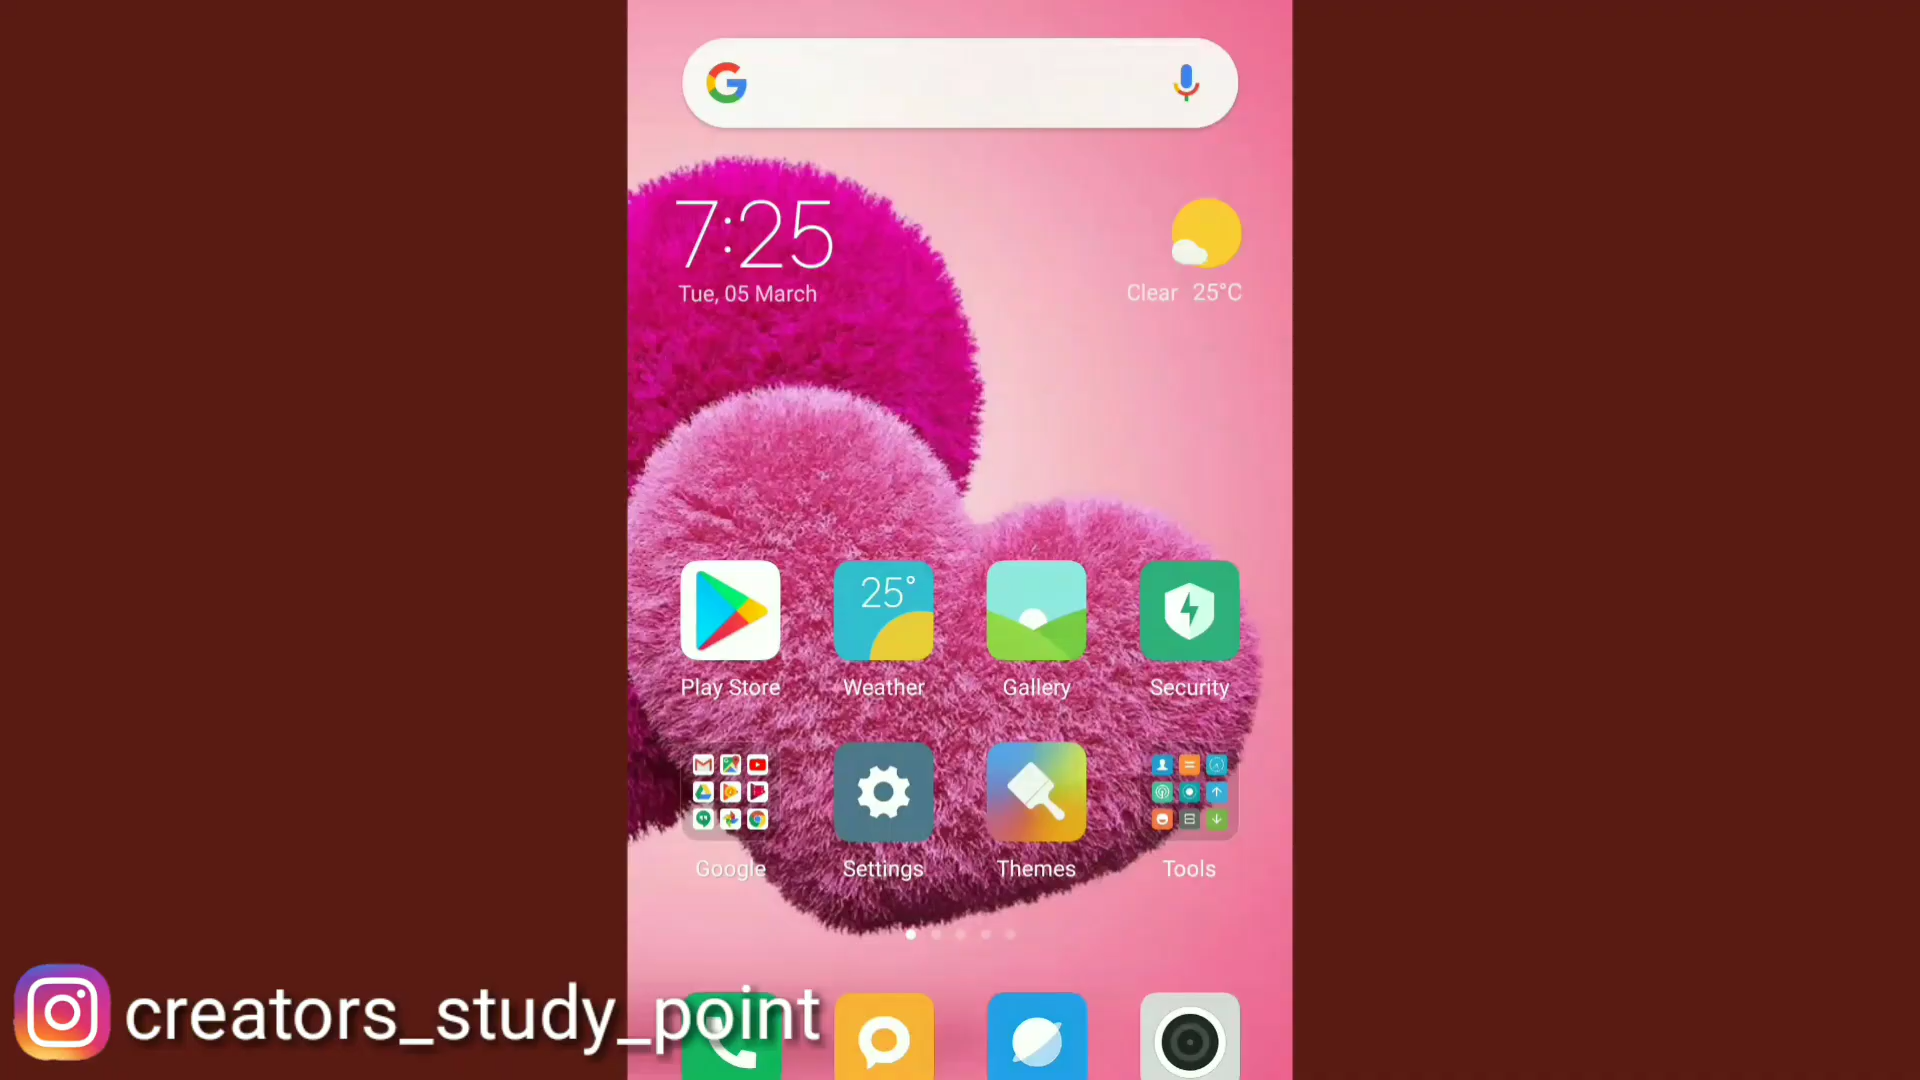 7:25
Tue, 05 March
Clear 25°C
25°
Play Store
Weather
Gallery
Security
Google
Settings
Themes
Tools
creators_study_point